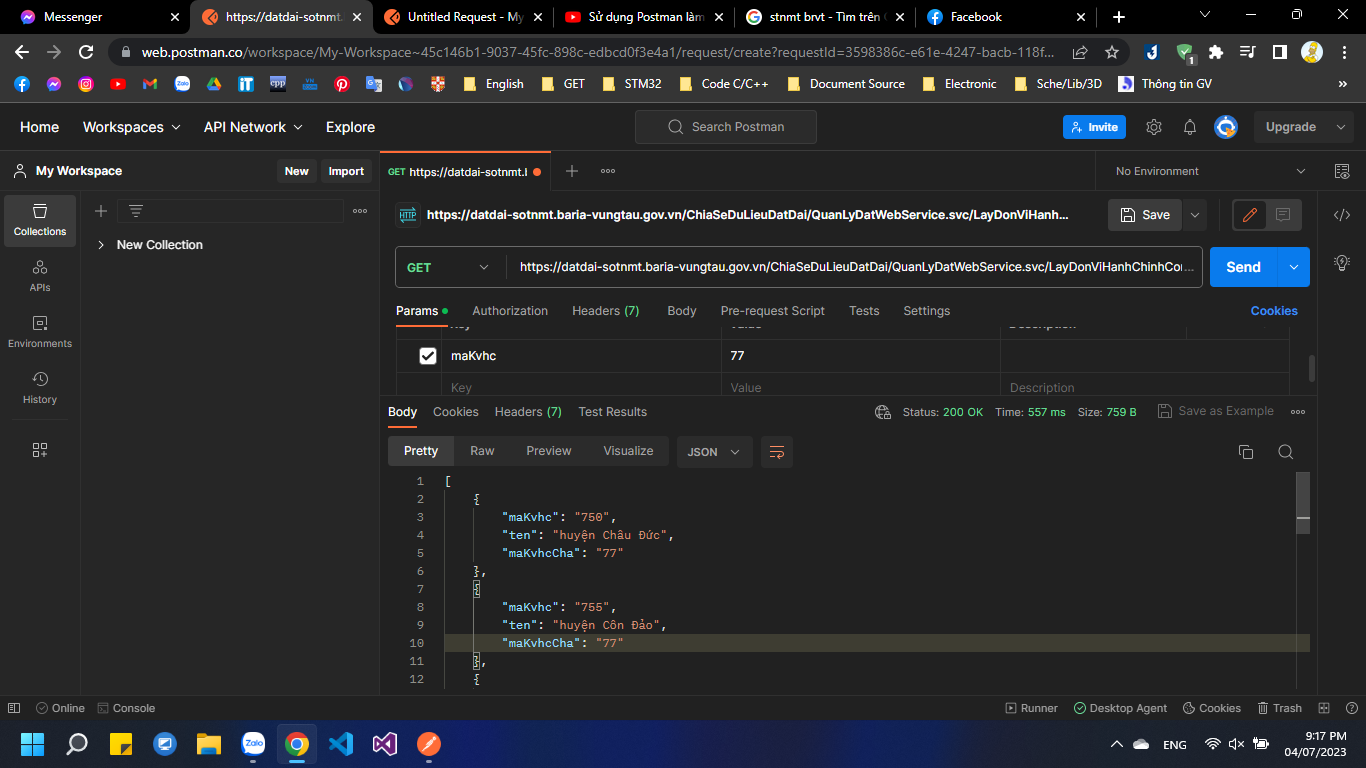 Messenger
https://datdai-sotnmt.
Untitled Request - My
Sử dụng Postman làm
stnmt brvt - Tìm trên
Facebook
web.postman.co/workspace/My-Workspace~45c146b1-9037-45fc-898c-edbcd0f3e4a1/request/create?requestId=3598386c-e61e-4247-bacb-118f...
1
English
GET
STM32
Code C/C++
Document Source
Electronic
Sche/Lib/3D
Thông tin GV
»
Home
Workspaces
API Network
Explore
Search Postman
Invite
Upgrade
My Workspace
New
Import
GET https://datdai-sotnmt.b
No Environment
Collections
New Collection
APIs
Environments
History
HTTP
https://datdai-sotnmt.baria-vungtau.gov.vn/ChiaSeDuLieuDatDai/QuanLyDatWebService.svc/LayDonViHanh...
Save
GET
https://datdai-sotnmt.baria-vungtau.gov.vn/ChiaSeDuLieuDatDai/QuanLyDatWebService.svc/LayDonViHanhChinhCor...
Send
Params
Authorization
Headers (7)
Body
Pre-request Script
Tests
Settings
Cookies
Key
Value
Description
maKvhc
77
Key
Value
Description
Body
Cookies
Headers (7)
Test Results
Status: 200 OK
Time: 557 ms
Size: 759 B
Save as Example
Pretty
Raw
Preview
Visualize
JSON
1 [
2 {
3 "maKvhc": "750",
4 "ten": "huyện Châu Đức",
5 "maKvhcCha": "77"
6 },
7 {
8 "maKvhc": "755",
9 "ten": "huyện Côn Đảo",
10 "maKvhcCha": "77"
11 },
12 {
Online
Console
Runner
Desktop Agent
Cookies
Trash
Zalo
ENG
9:17 PM
04/07/2023